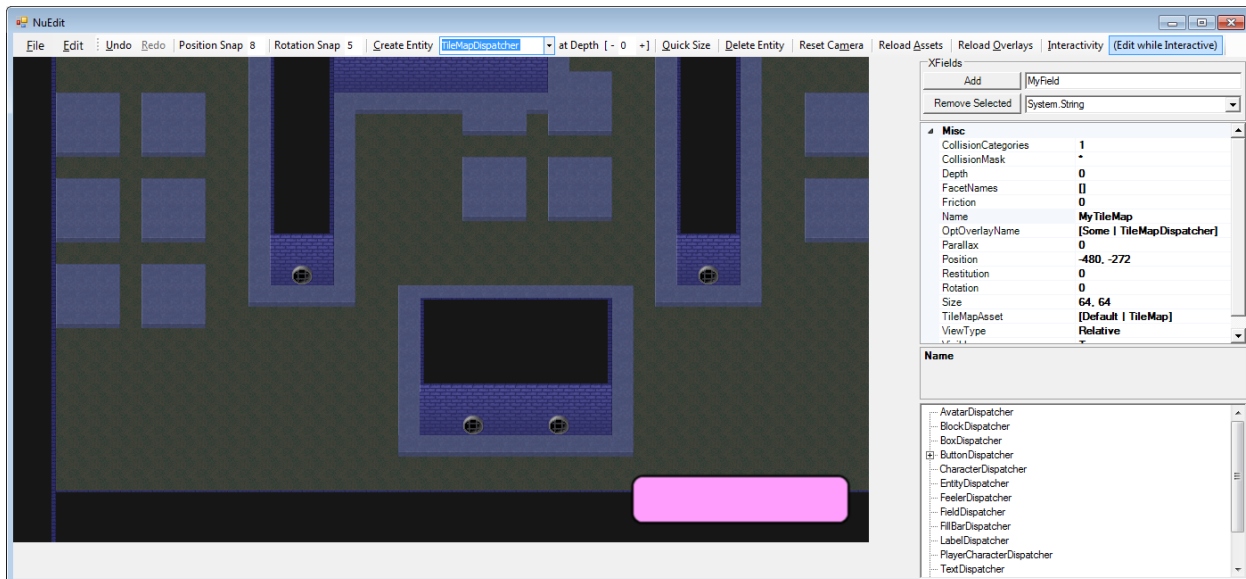 NuEdit
File Edit Undo Redo Position Snap 8 Rotation Snap 5 Create Entity TileMapDispatcher at Depth [ - 0 +] Quick Size Delete Entity Reset Camera Reload Assets Reload Overlays Interactivity (Edit while Interactive)
XFields
Add MyField
Remove Selected System.String
Misc
CollisionCategories 1
CollisionMask *
Depth 0
FacetNames []
Friction 0
Name MyTileMap
OptOverlayName [Some | TileMapDispatcher]
Parallax 0
Position -480, -272
Restitution 0
Rotation 0
Size 64, 64
TileMapAsset [Default | TileMap]
ViewType Relative
Name
AvatarDispatcher
BlockDispatcher
BoxDispatcher
ButtonDispatcher
CharacterDispatcher
EntityDispatcher
FeelerDispatcher
FieldDispatcher
FillBarDispatcher
LabelDispatcher
PlayerCharacterDispatcher
TextDispatcher